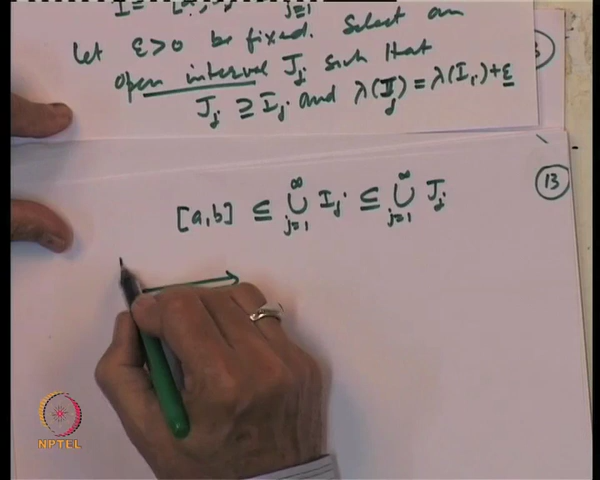 I = [a, b], j=1
Let ε>0 be fixed. Select an
open interval Jj such that
Jj ⊇ Ij and λ(Jj) = λ(Ij)+ε
13
[a,b] ⊆ ∞∪j=1 Ij ⊆ ∞∪j=1 Jj
NPTEL